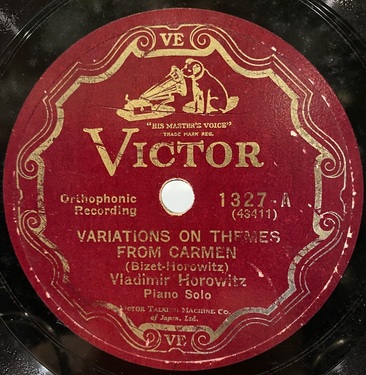 VE
"HIS MASTER'S VOICE"
TRADE MARK REG.
VICTOR
Orthophonic
Recording
1327-A
(43411)
VARIATIONS ON THEMES
FROM CARMEN
(Bizet-Horowitz)
Vladimir Horowitz
Piano Solo
VICTOR TALKING MACHINE CO.
of Japan, Ltd.
VE